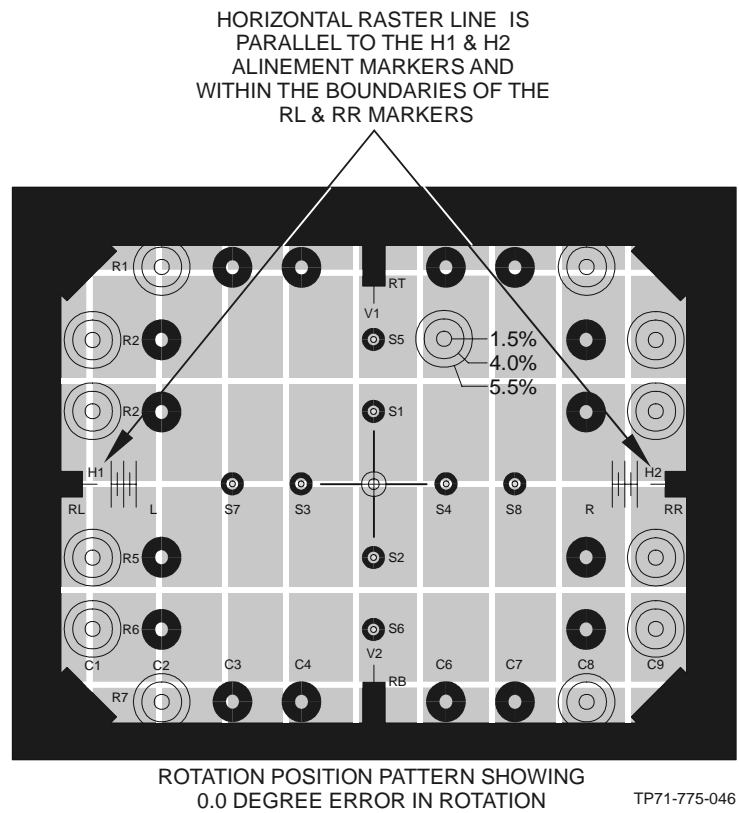 HORIZONTAL RASTER LINE IS
PARALLEL TO THE H1 & H2
ALINEMENT MARKERS AND
WITHIN THE BOUNDARIES OF THE
RL & RR MARKERS
R1
RT
V1
R2
S5
1.5%
4.0%
5.5%
R2
S1
H1
H2
RL
L
S7
S3
S4
S8
R
RR
R5
S2
R6
S6
V2
C1
C2
C3
C4
C6
C7
C8
C9
RB
R7
ROTATION POSITION PATTERN SHOWING
0.0 DEGREE ERROR IN ROTATION
TP71-775-046